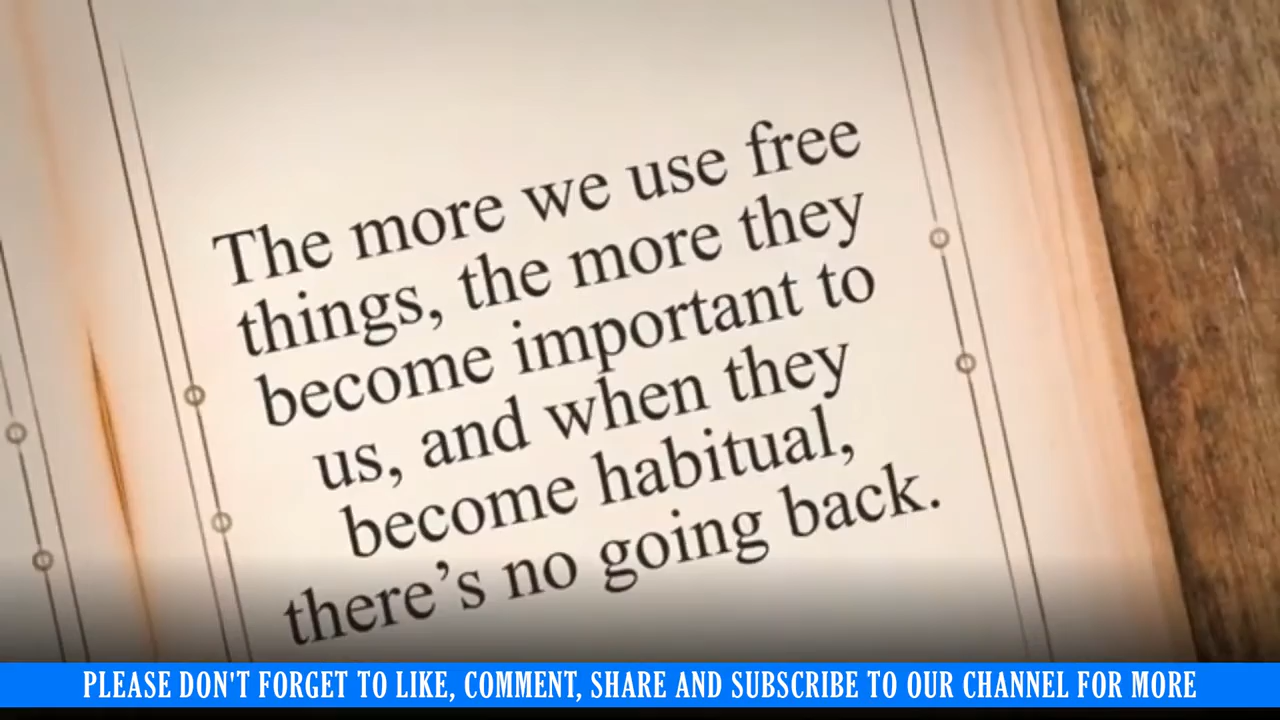 The more we use free
things, the more they
become important to
us, and when they
become habitual,
there’s no going back.
PLEASE DON'T FORGET TO LIKE, COMMENT, SHARE AND SUBSCRIBE TO OUR CHANNEL FOR MORE